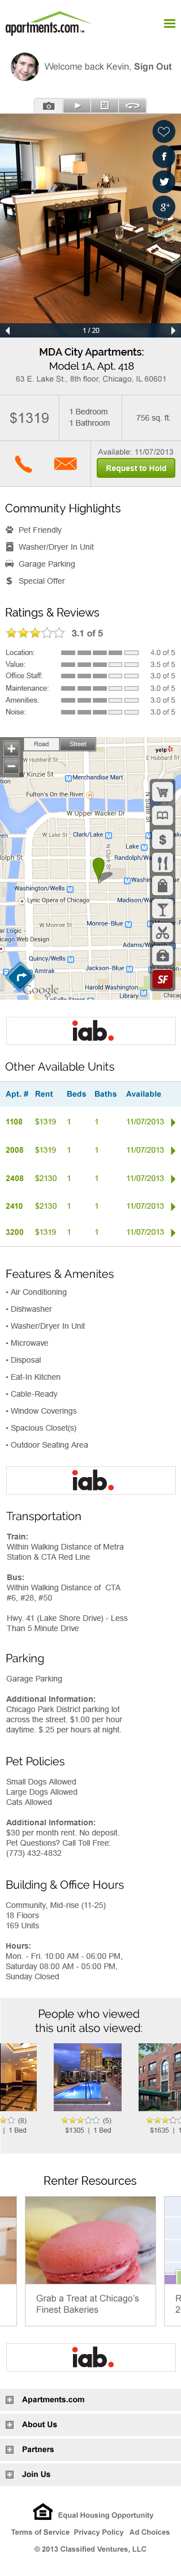 apartments.com™
Welcome back Kevin, Sign Out
1 / 20
MDA City Apartments:
Model 1A, Apt. 418
63 E. Lake St., 8th floor, Chicago, IL 60601
$1319
1 Bedroom
1 Bathroom
756 sq. ft.
Available: 11/07/2013
Request to Hold
Community Highlights
Pet Friendly
Washer/Dryer In Unit
Garage Parking
Special Offer
Ratings & Reviews
3.1 of 5
Location: 4.0 of 5
Value: 3.5 of 5
Office Staff: 3.0 of 5
Maintenance: 3.0 of 5
Amenities: 3.0 of 5
Noise: 3.0 of 5
Road Street
yelp
W Hubbard St
Merchandise Mart
W Kinzie St
Fulton's On the River
W Upper Wacker Dr
W Lake St
Clark/Lake
Lake
Randolph/Wa
Washington/Wells
Lyric Opera of Chicago
Madison/Wa
W Monroe St
Monroe-Blue
Adams/Wa
Quincy/Wells
Jackson-Blue
Amtrak
Harold Washington
Library
Google
SF
iab.
Other Available Units
Apt. # Rent Beds Baths Available
1108 $1319 1 1 11/07/2013
2008 $1319 1 1 11/07/2013
2408 $2130 1 1 11/07/2013
2410 $2130 1 1 11/07/2013
3200 $1319 1 1 11/07/2013
Features & Amenites
• Air Conditioning
• Dishwasher
• Washer/Dryer In Unit
• Microwave
• Disposal
• Eat-In Kitchen
• Cable-Ready
• Window Coverings
• Spacious Closet(s)
• Outdoor Seating Area
iab.
Transportation
Train:
Within Walking Distance of Metra
Station & CTA Red Line
Bus:
Within Walking Distance of CTA
#6, #28, #50
Hwy. 41 (Lake Shore Drive) - Less
Than 5 Minute Drive
Parking
Garage Parking
Additional Information:
Chicago Park District parking lot
across the street. $1.00 per hour
daytime. $.25 per hours at night.
Pet Policies
Small Dogs Allowed
Large Dogs Allowed
Cats Allowed
Additional Information:
$30 per month rent. No deposit.
Pet Questions? Call Toll Free:
(773) 432-4832
Building & Office Hours
Community, Mid-rise (11-25)
18 Floors
169 Units
Hours:
Mon. - Fri. 10:00 AM - 06:00 PM,
Saturday 08:00 AM - 05:00 PM,
Sunday Closed
People who viewed
this unit also viewed:
(8) (5)
1 Bed $1305 | 1 Bed $1635 |
Renter Resources
Grab a Treat at Chicago's
Finest Bakeries
iab.
Apartments.com
About Us
Partners
Join Us
Equal Housing Opportunity
Terms of Service Privacy Policy Ad Choices
© 2013 Classified Ventures, LLC